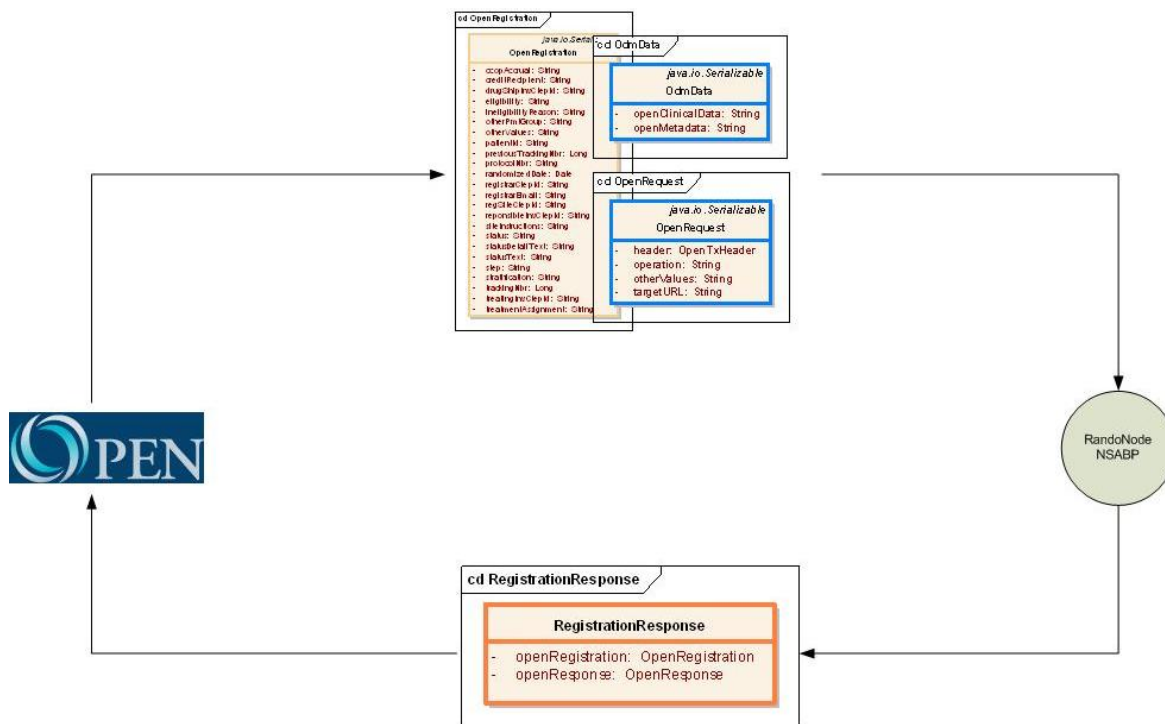 cd OpenRegistration
java.io.Serializ
OpenRegistration
- ccopAccrual: String
- creditRecipient: String
- drugShipInvCtepId: String
- eligibility: String
- ineligibilityReason: String
- otherPmtGroup: String
- otherValues: String
- patientId: String
- previousTrackingNbr: Long
- protocolNbr: String
- randomizedDate: Date
- registrarCtepId: String
- registrarEmail: String
- regSiteCtepId: String
- reponsibleInvCtepId: String
- siteInstructions: String
- status: String
- statusDetailText: String
- statusText: String
- step: String
- stratification: String
- trackingNbr: Long
- treatingInvCtepId: String
- treatmentAssignment: String
cd OdmData
java.io.Serializable
OdmData
- openClinicalData: String
- openMetadata: String
cd OpenRequest
java.io.Serializable
OpenRequest
- header: OpenTxHeader
- operation: String
- otherValues: String
- targetURL: String
OPEN
RandoNode
NSABP
cd RegistrationResponse
RegistrationResponse
- openRegistration: OpenRegistration
- openResponse: OpenResponse